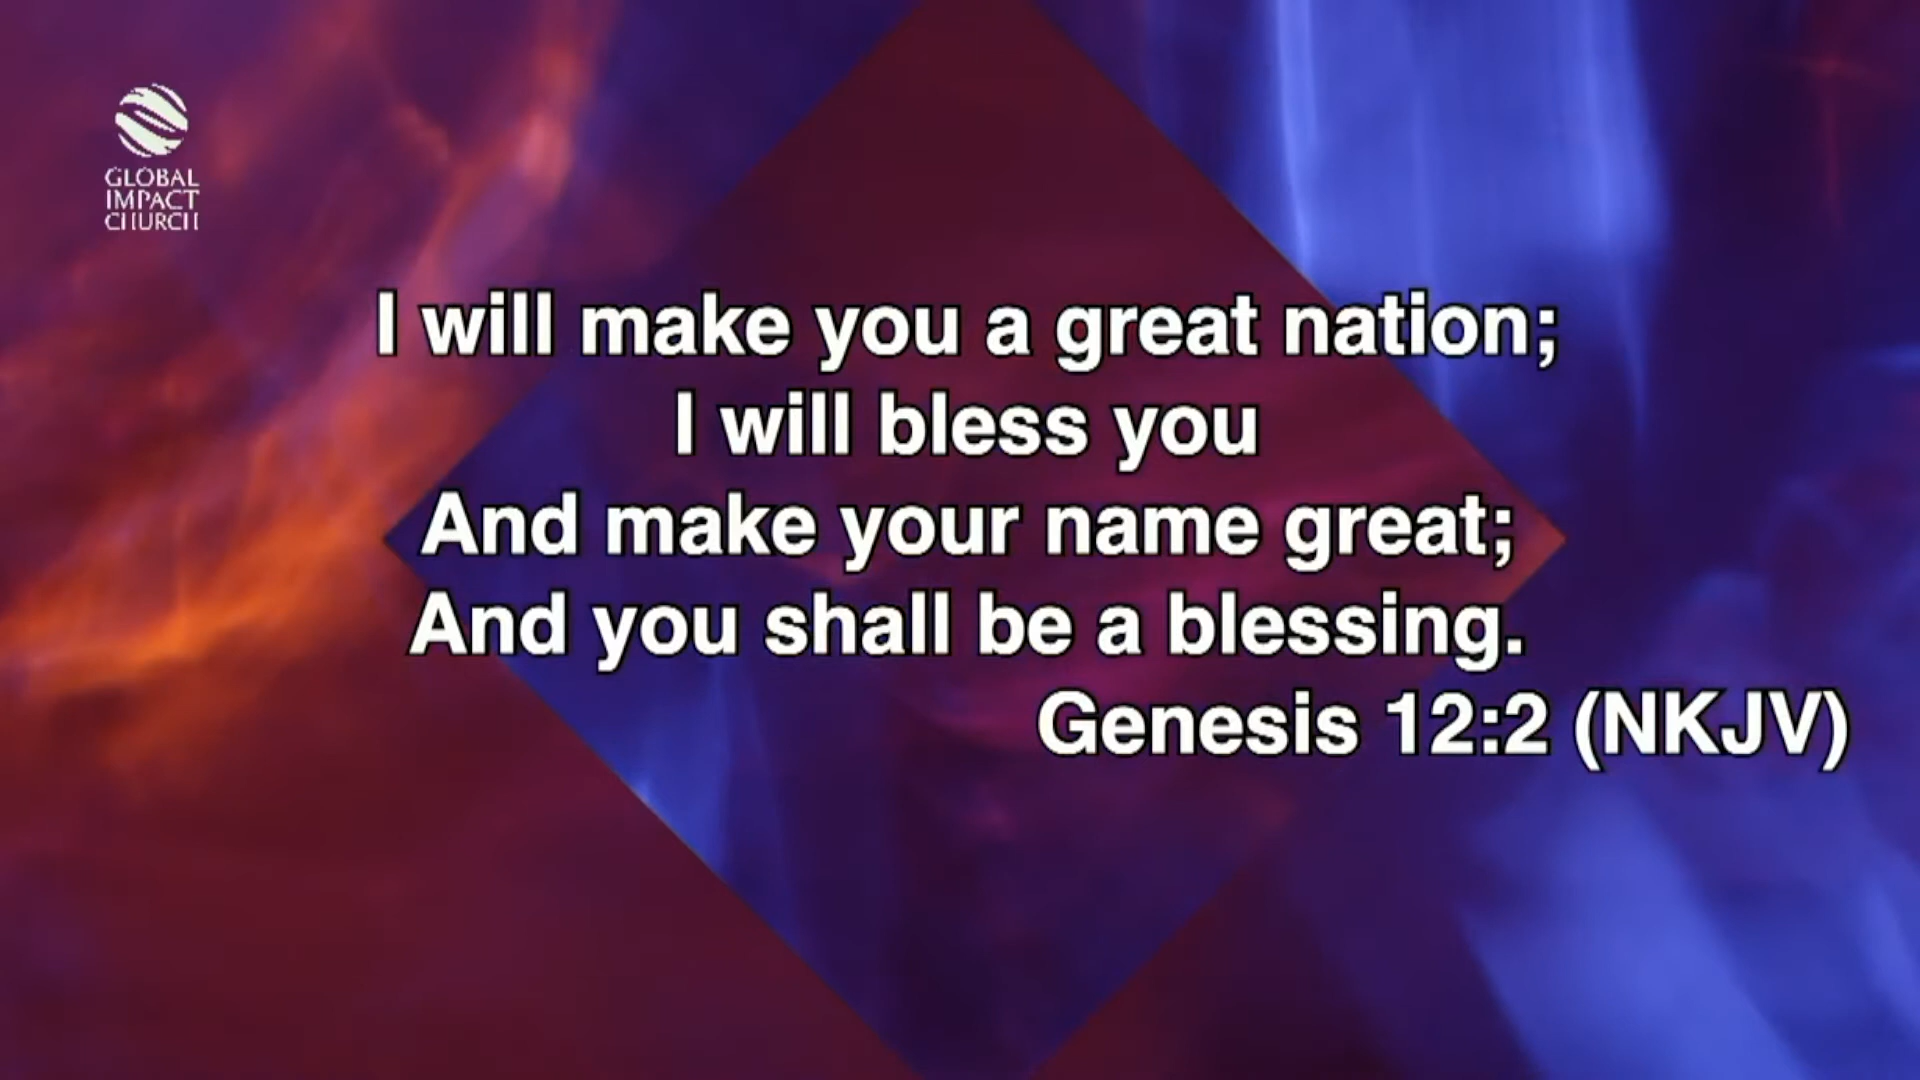 GLOBAL
IMPACT
CHURCH
I will make you a great nation;
I will bless you
And make your name great;
And you shall be a blessing.
Genesis 12:2 (NKJV)